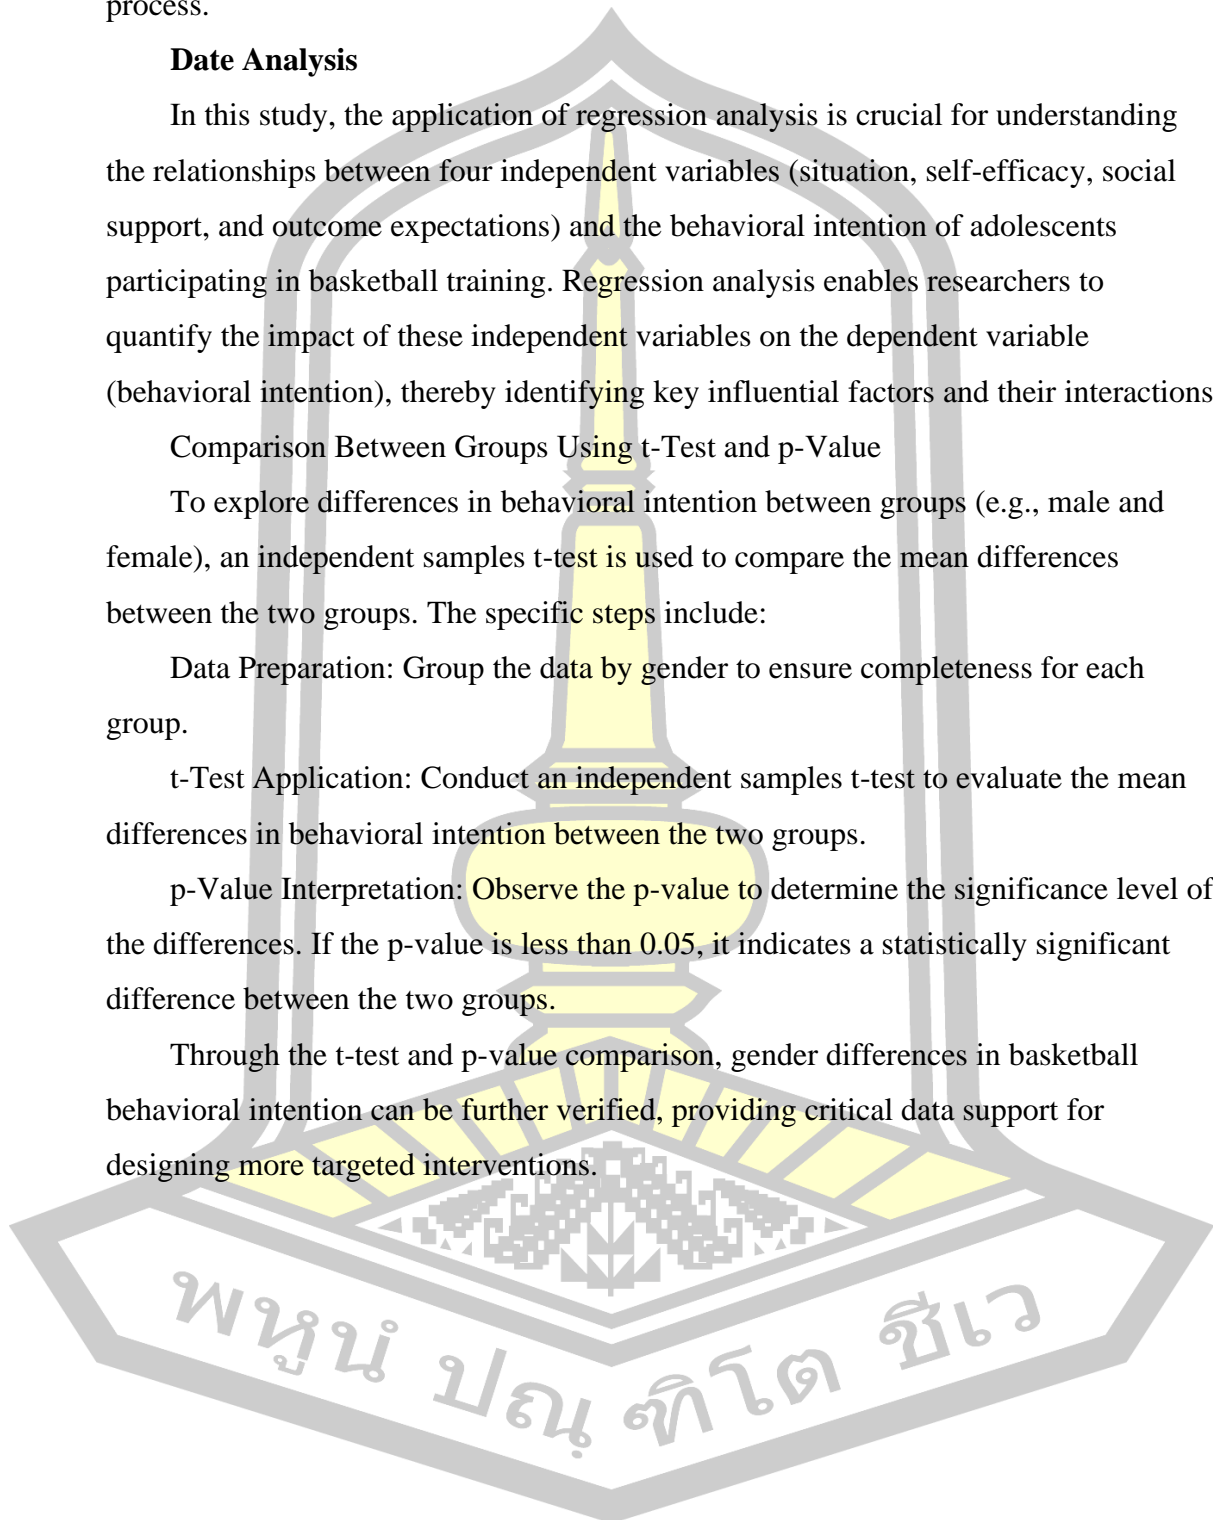 process.
Date Analysis
In this study, the application of regression analysis is crucial for understanding
the relationships between four independent variables (situation, self-efficacy, social
support, and outcome expectations) and the behavioral intention of adolescents
participating in basketball training. Regression analysis enables researchers to
quantify the impact of these independent variables on the dependent variable
(behavioral intention), thereby identifying key influential factors and their interactions
Comparison Between Groups Using t-Test and p-Value
To explore differences in behavioral intention between groups (e.g., male and
female), an independent samples t-test is used to compare the mean differences
between the two groups. The specific steps include:
Data Preparation: Group the data by gender to ensure completeness for each
group.
t-Test Application: Conduct an independent samples t-test to evaluate the mean
differences in behavioral intention between the two groups.
p-Value Interpretation: Observe the p-value to determine the significance level of
the differences. If the p-value is less than 0.05, it indicates a statistically significant
difference between the two groups.
Through the t-test and p-value comparison, gender differences in basketball
behavioral intention can be further verified, providing critical data support for
designing more targeted interventions.
พหูนํ ปณฺฑิโต ชีเว